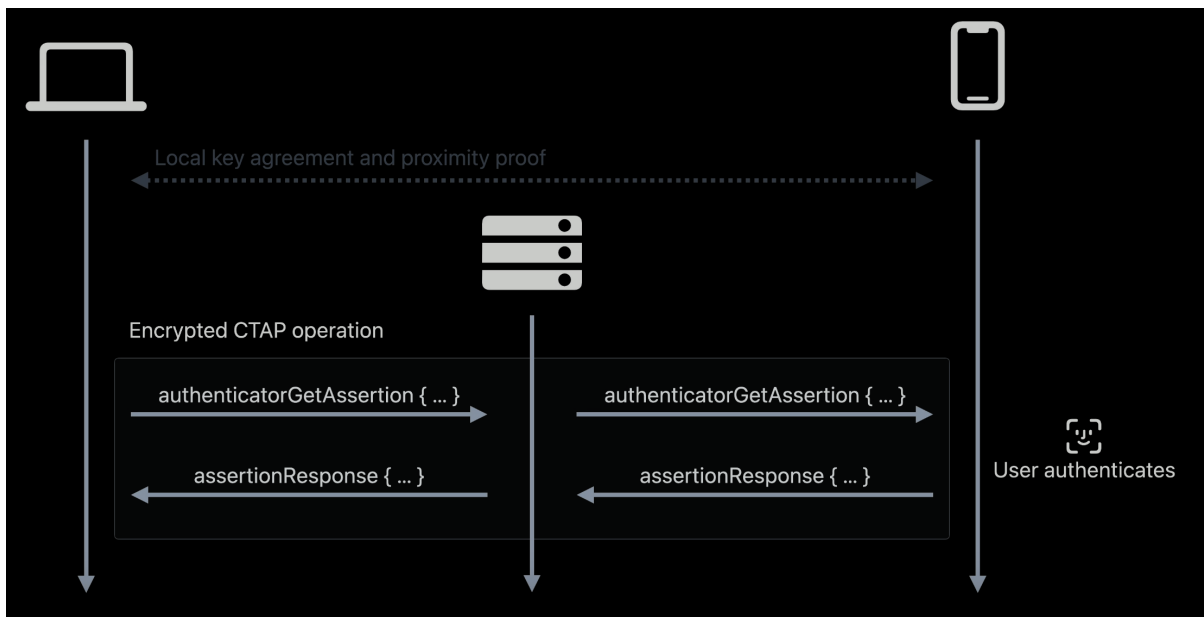 Local key agreement and proximity proof
Encrypted CTAP operation
authenticatorGetAssertion { ... }
authenticatorGetAssertion { ... }
assertionResponse { ... }
assertionResponse { ... }
User authenticates